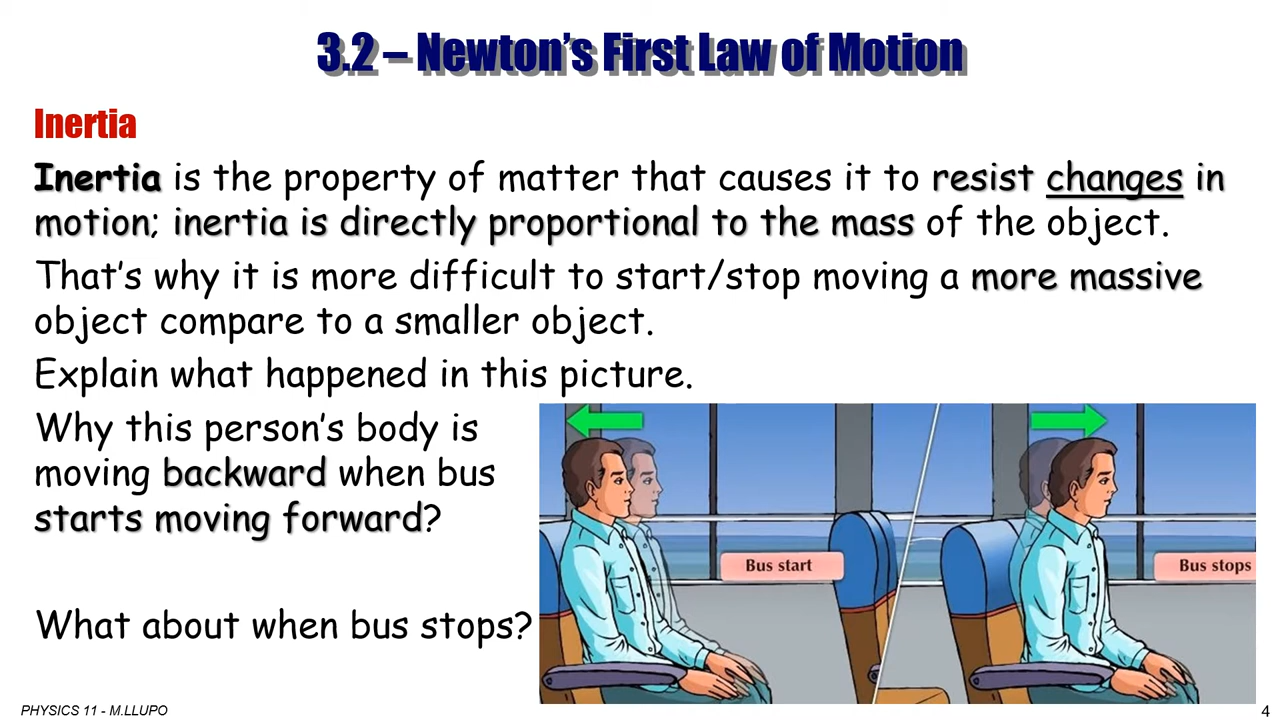 3.2 – Newton’s First Law of Motion
Inertia
Inertia is the property of matter that causes it to resist changes in
motion; inertia is directly proportional to the mass of the object.
That’s why it is more difficult to start/stop moving a more massive
object compare to a smaller object.
Explain what happened in this picture.
Why this person’s body is
moving backward when bus
starts moving forward?
What about when bus stops?
Bus start
Bus stops
PHYSICS 11 - M.LLUPO
4